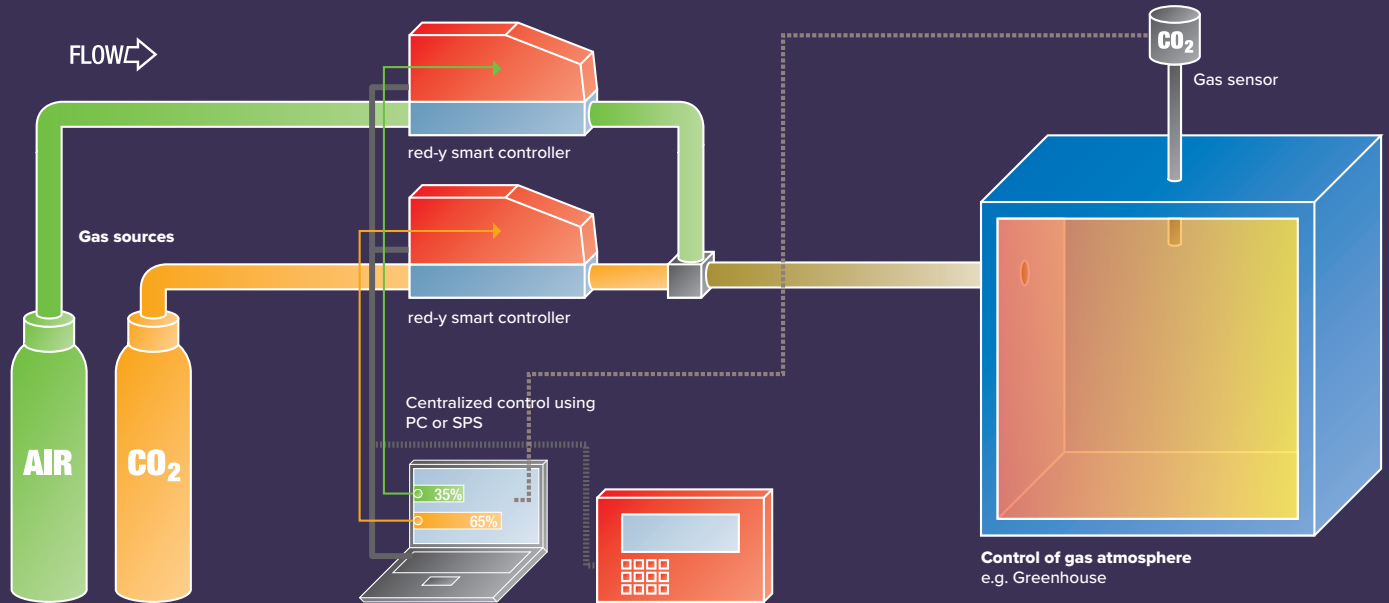 FLOW
CO₂
Gas sensor
red-y smart controller
Gas sources
red-y smart controller
Centralized control using
PC or SPS
AIR
CO₂
35%
65%
Control of gas atmosphere
e.g. Greenhouse